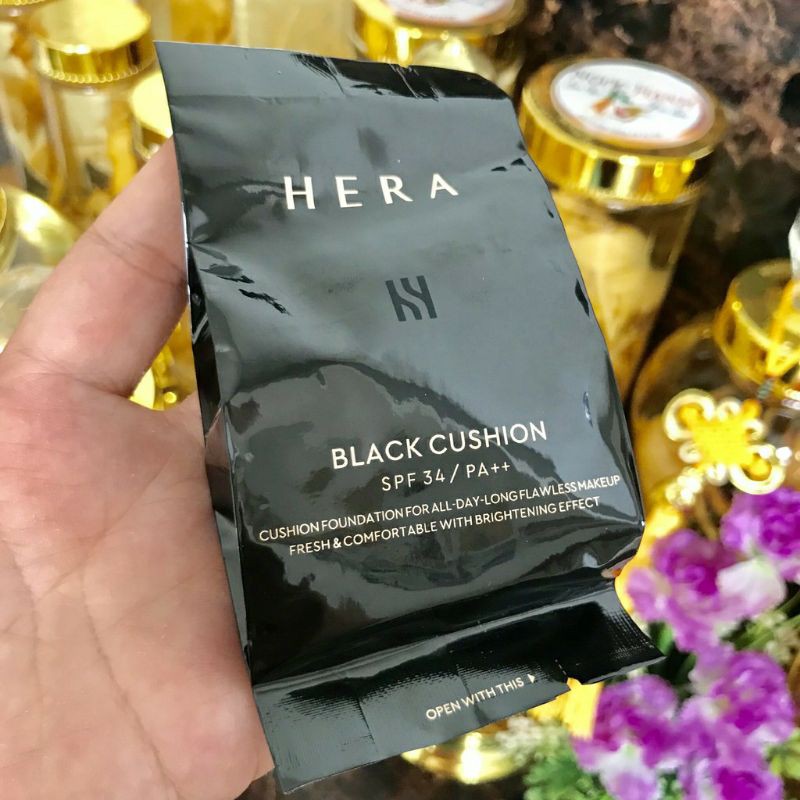 HERA
BLACK CUSHION
SPF 34 / PA++
CUSHION FOUNDATION FOR ALL-DAY-LONG FLAWLESS MAKEUP
FRESH & COMFORTABLE WITH BRIGHTENING EFFECT
OPEN WITH THIS